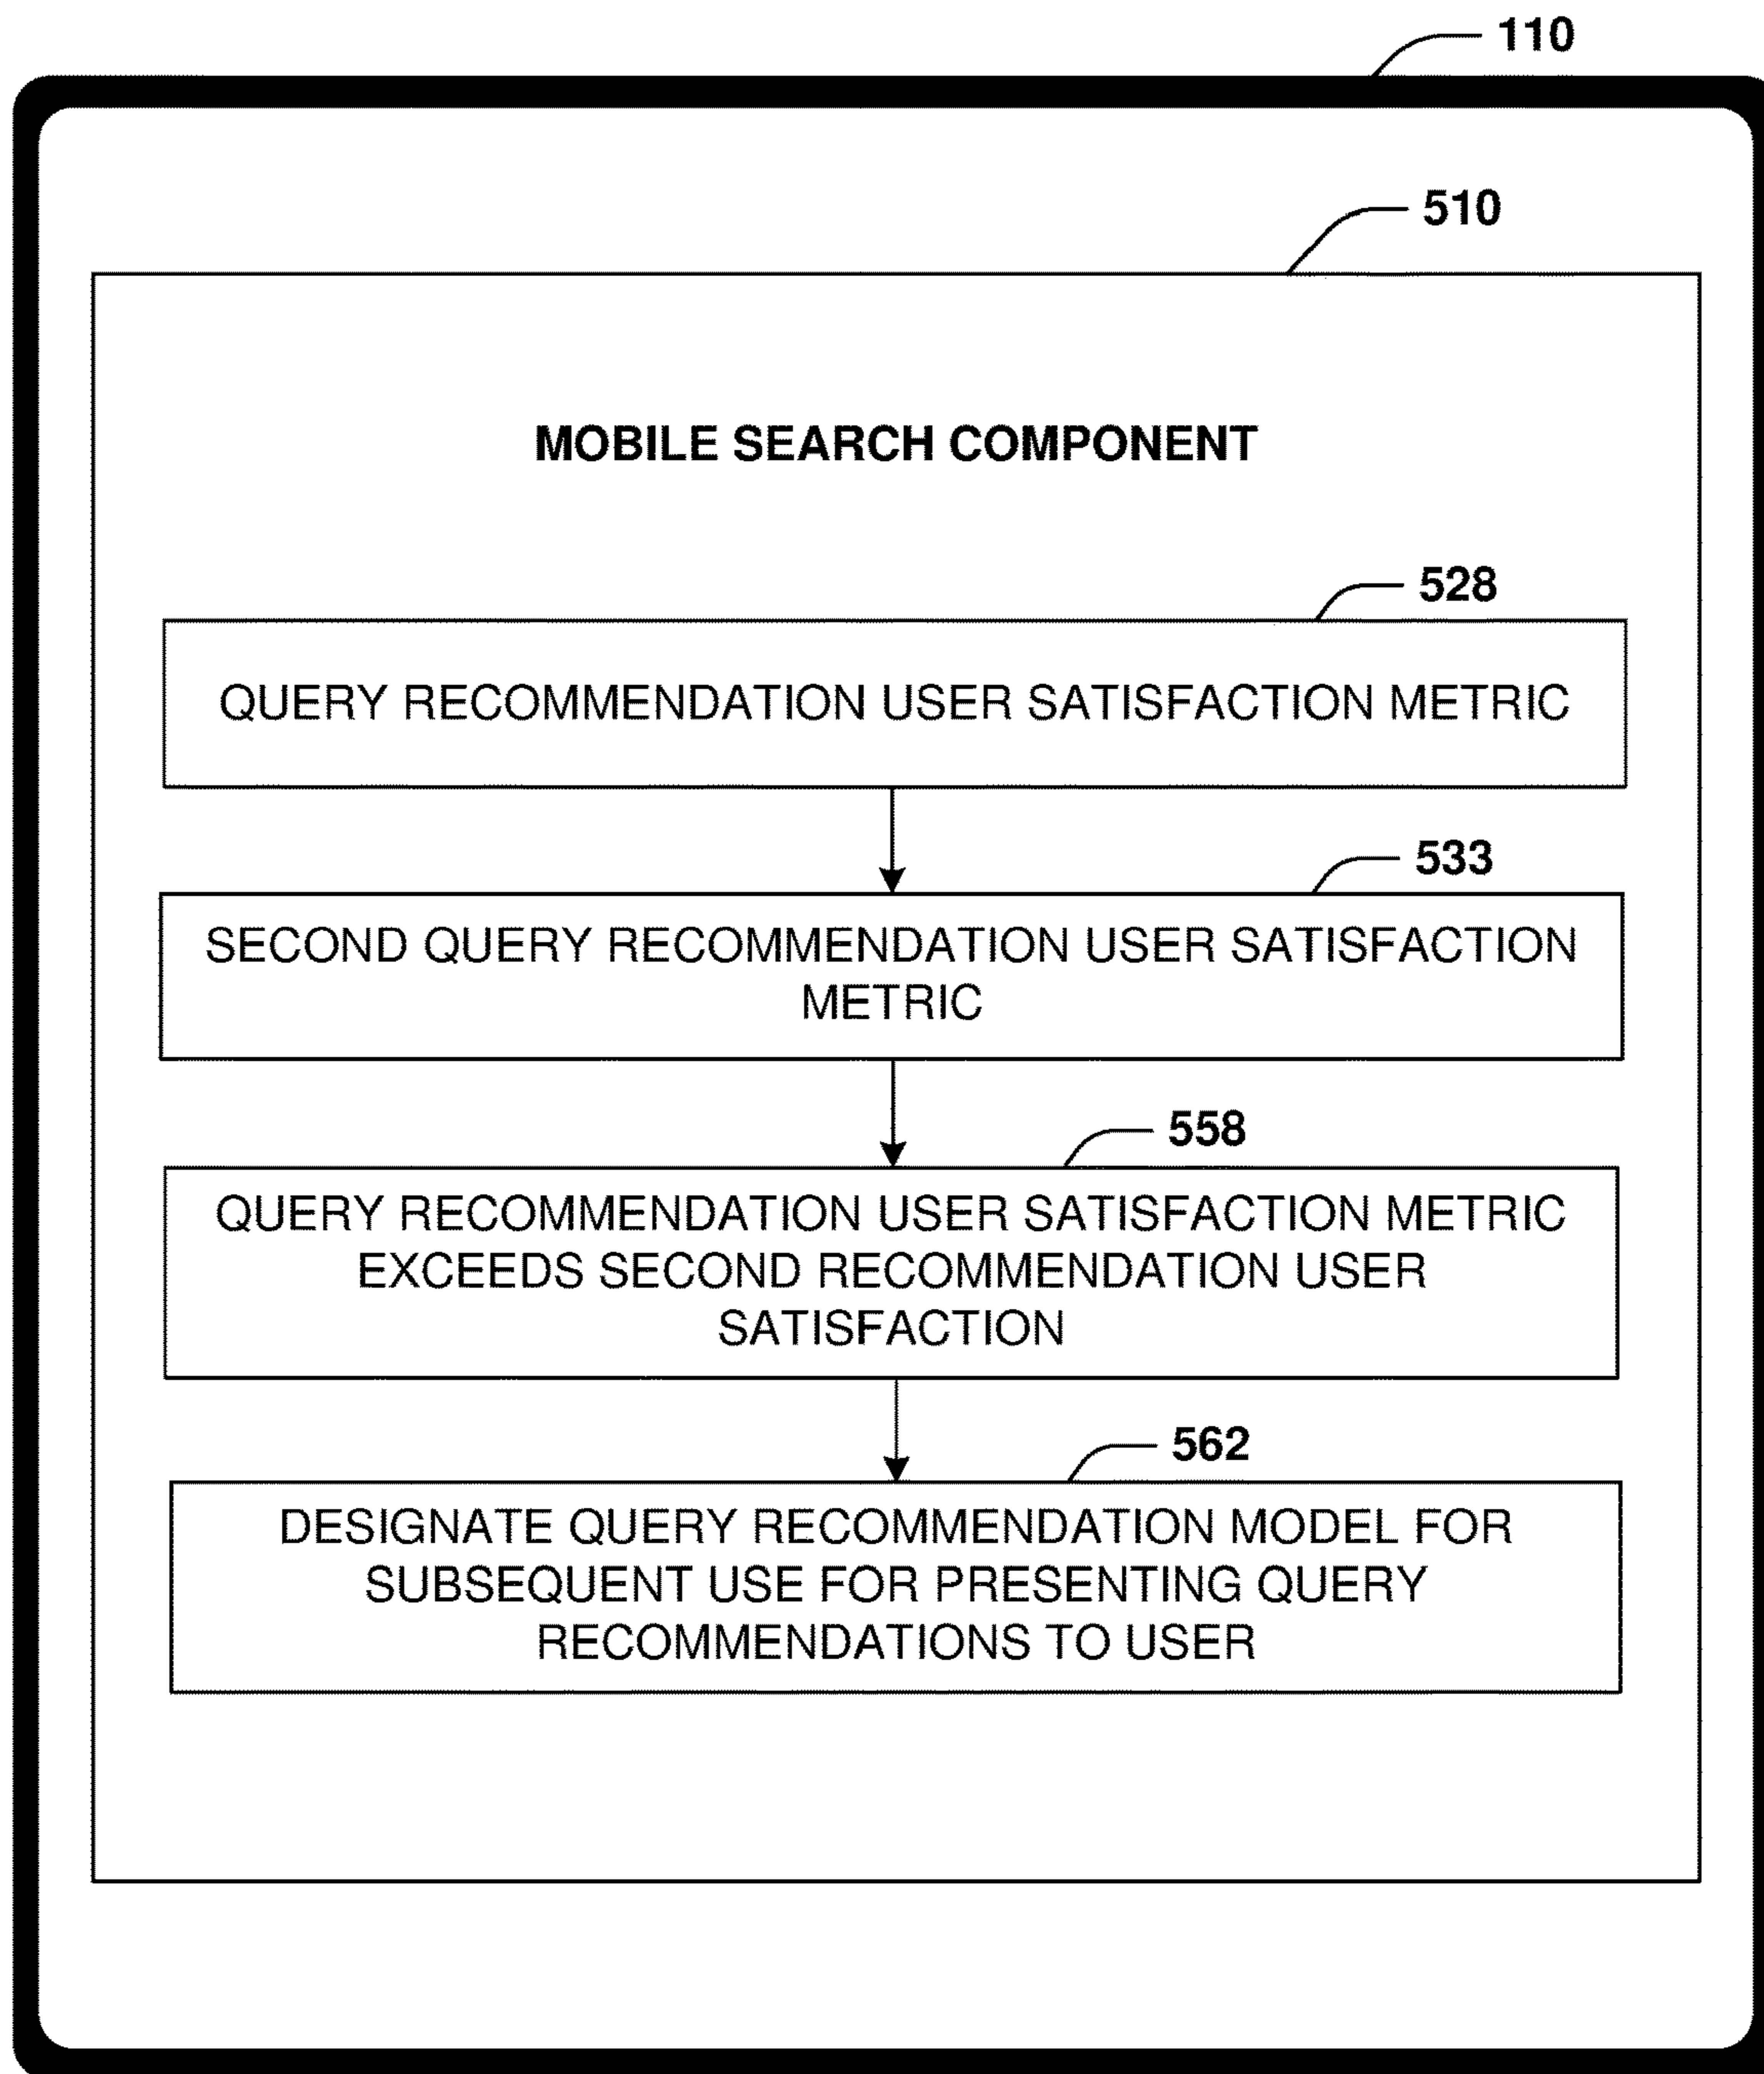 110
510
MOBILE SEARCH COMPONENT
528
QUERY RECOMMENDATION USER SATISFACTION METRIC
533
SECOND QUERY RECOMMENDATION USER SATISFACTION
METRIC
558
QUERY RECOMMENDATION USER SATISFACTION METRIC
EXCEEDS SECOND RECOMMENDATION USER
SATISFACTION
562
DESIGNATE QUERY RECOMMENDATION MODEL FOR
SUBSEQUENT USE FOR PRESENTING QUERY
RECOMMENDATIONS TO USER